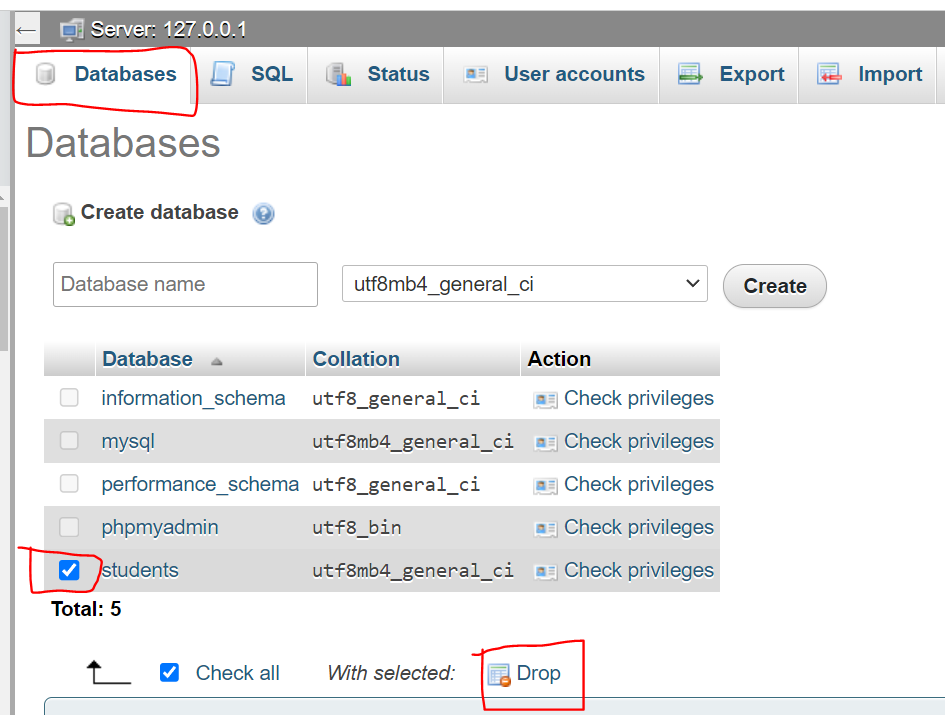 Server: 127.0.0.1
Databases SQL Status User accounts Export Import
Databases
Create database
Database name utf8mb4_general_ci Create
Database Collation Action
information_schema utf8_general_ci Check privileges
mysql utf8mb4_general_ci Check privileges
performance_schema utf8_general_ci Check privileges
phpmyadmin utf8_bin Check privileges
students utf8mb4_general_ci Check privileges
Total: 5
Check all With selected: Drop